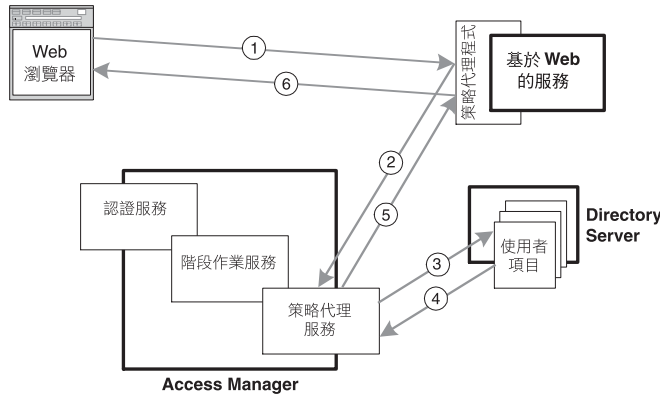 Web
瀏覽器
1
6
策略代理程式
基於 Web
的服務
2
5
認證服務
階段作業服務
策略代理
服務
3
4
使用者
項目
Directory
Server
Access Manager